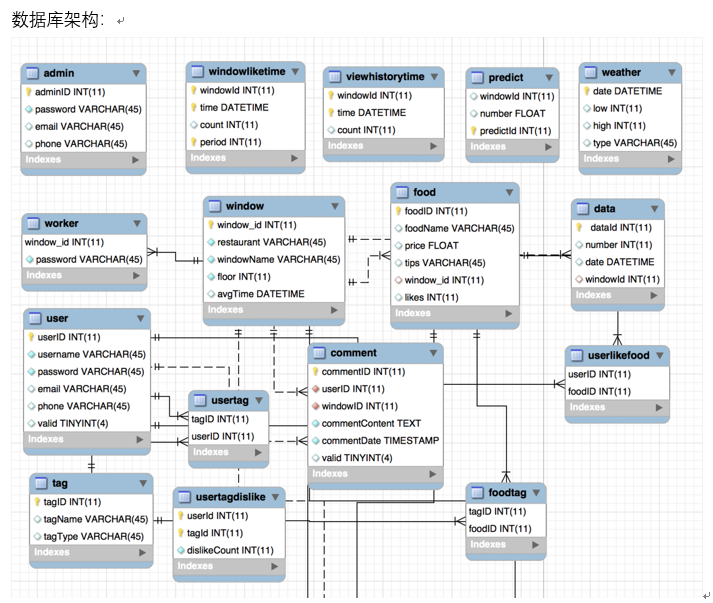 数据库架构：
admin
adminID INT(11)
password VARCHAR(45)
email VARCHAR(45)
phone VARCHAR(45)
Indexes
windowliketime
windowId INT(11)
time DATETIME
count INT(11)
period INT(11)
Indexes
viewhistorytime
windowId INT(11)
time DATETIME
count INT(11)
Indexes
predict
windowId INT(11)
number FLOAT
predictId INT(11)
Indexes
weather
date DATETIME
low INT(11)
high INT(11)
type VARCHAR(45)
Indexes
worker
window_id INT(11)
password VARCHAR(45)
Indexes
window
window_id INT(11)
restaurant VARCHAR(45)
windowName VARCHAR(45)
floor INT(11)
avgTime DATETIME
Indexes
food
foodID INT(11)
foodName VARCHAR(45)
price FLOAT
tips VARCHAR(45)
window_id INT(11)
likes INT(11)
Indexes
data
dataId INT(11)
number INT(11)
date DATETIME
windowId INT(11)
Indexes
user
userID INT(11)
username VARCHAR(45)
password VARCHAR(45)
email VARCHAR(45)
phone VARCHAR(45)
valid TINYINT(4)
Indexes
usertag
tagID INT(11)
userID INT(11)
Indexes
comment
commentID INT(11)
userID INT(11)
windowID INT(11)
commentContent TEXT
commentDate TIMESTAMP
valid TINYINT(4)
Indexes
userlikefood
userID INT(11)
foodID INT(11)
Indexes
tag
tagID INT(11)
tagName VARCHAR(45)
tagType VARCHAR(45)
Indexes
usertagdislike
userId INT(11)
tagId INT(11)
dislikeCount INT(11)
Indexes
foodtag
tagID INT(11)
foodID INT(11)
Indexes